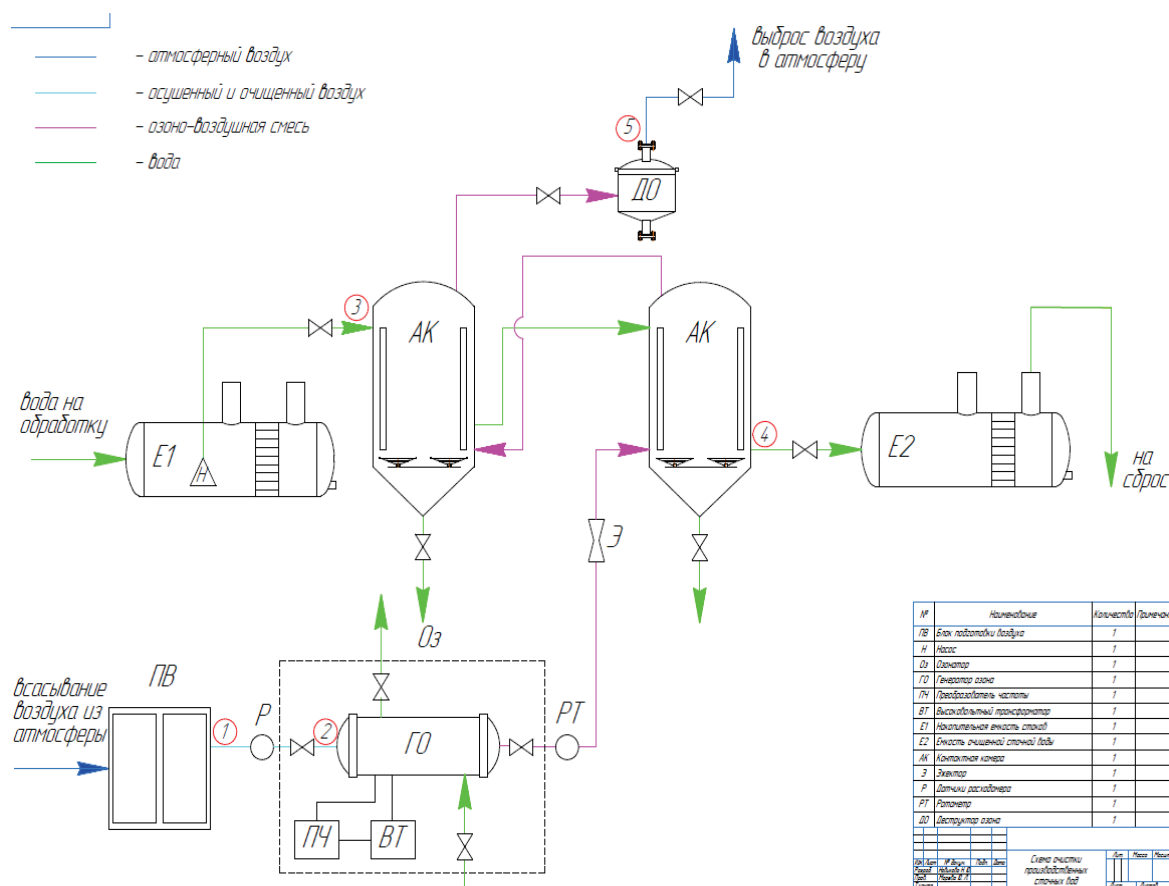 - атмосферный воздух
- осушенный и очищенный воздух
- озоно-воздушная смесь
- вода
выброс воздуха
в атмосферу
5
ДО
3
АК
АК
вода на
обработку
Е1
Н
4
Е2
на
сброс
Э
Оз
ПВ
всасывание
воздуха из
атмосферы
1
Р
2
ГО
РТ
ПЧ
ВТ
№ Наименование Количество Примечан
ПВ Блок подготовки воздуха 1
Н Насос 1
Оз Озонатор 1
ГО Генератор озона 1
ПЧ Преобразователь частоты 1
ВТ Высоковольтный трансформатор 1
Е1 Накопительная емкость стоков 1
Е2 Емкость очищенной сточной воды 1
АК Контактная камера 1
Э Эжектор 1
Р Датчики расходомера 1
РТ Ротаметр 1
ДО Деструктор озона 1
Схема очистки
производственных
сточных вод
Лит. Масса